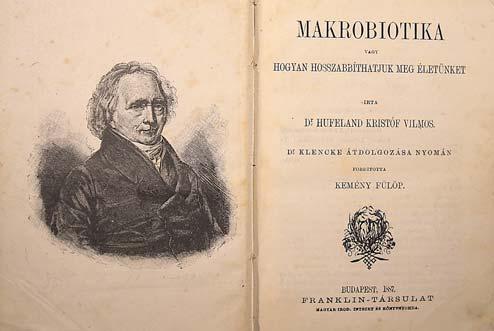 MAKROBIOTIKA
VAGY
HOGYAN HOSSZABBÍTHATJUK MEG ÉLETÜNKET
IRTA
Dr HUFELAND KRISTÓF VILMOS.
Dr KLENCKE ÁTDOLGOZÁSA NYOMÁN
FORDITOTTA
KEMÉNY FÜLÖP.
BUDAPEST, 1887.
FRANKLIN-TÁRSULAT
MAGYAR IROD. INTÉZET ÉS KÖNYVNYOMDA.